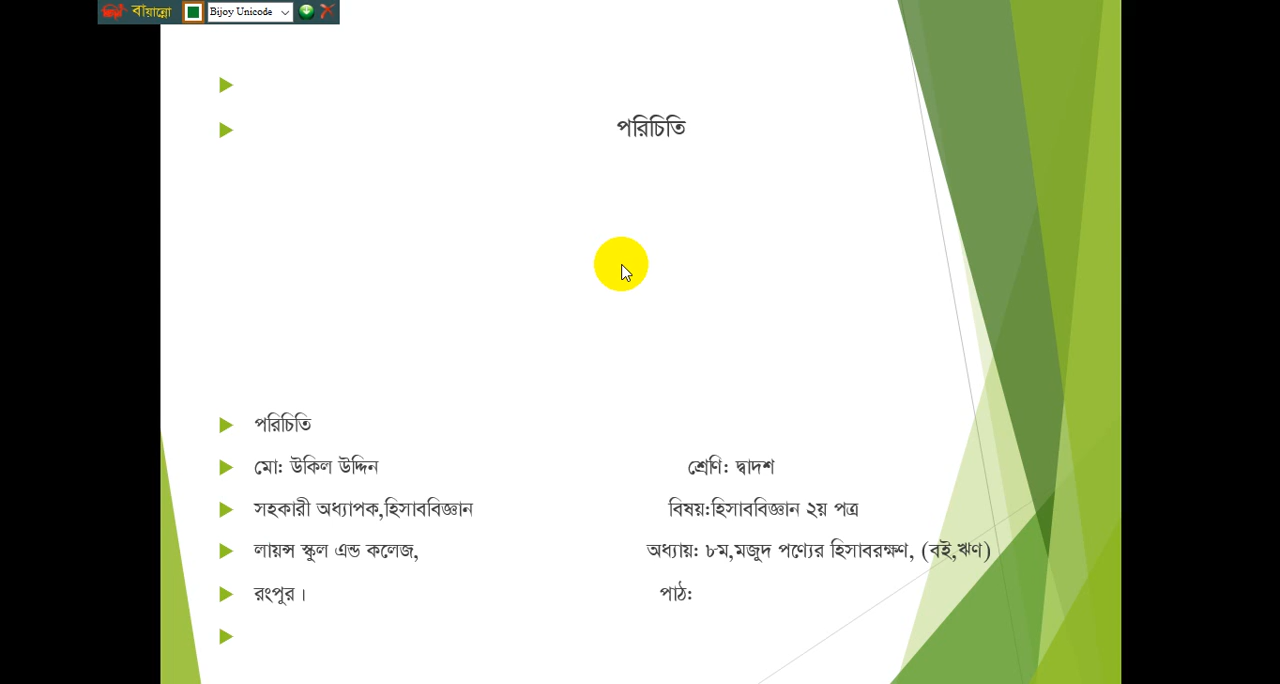 বায়ান্নো Bijoy Unicode
পরিচিতি
পরিচিতি
মো: উকিল উদ্দিন শ্রেণি: দ্বাদশ
সহকারী অধ্যাপক,হিসাববিজ্ঞান বিষয়:হিসাববিজ্ঞান ২য় পত্র
লায়ন্স স্কুল এন্ড কলেজ, অধ্যায়: ৮ম,মজুদ পণ্যের হিসাবরক্ষণ, (বই,ঋণ)
রংপুর। পাঠ: